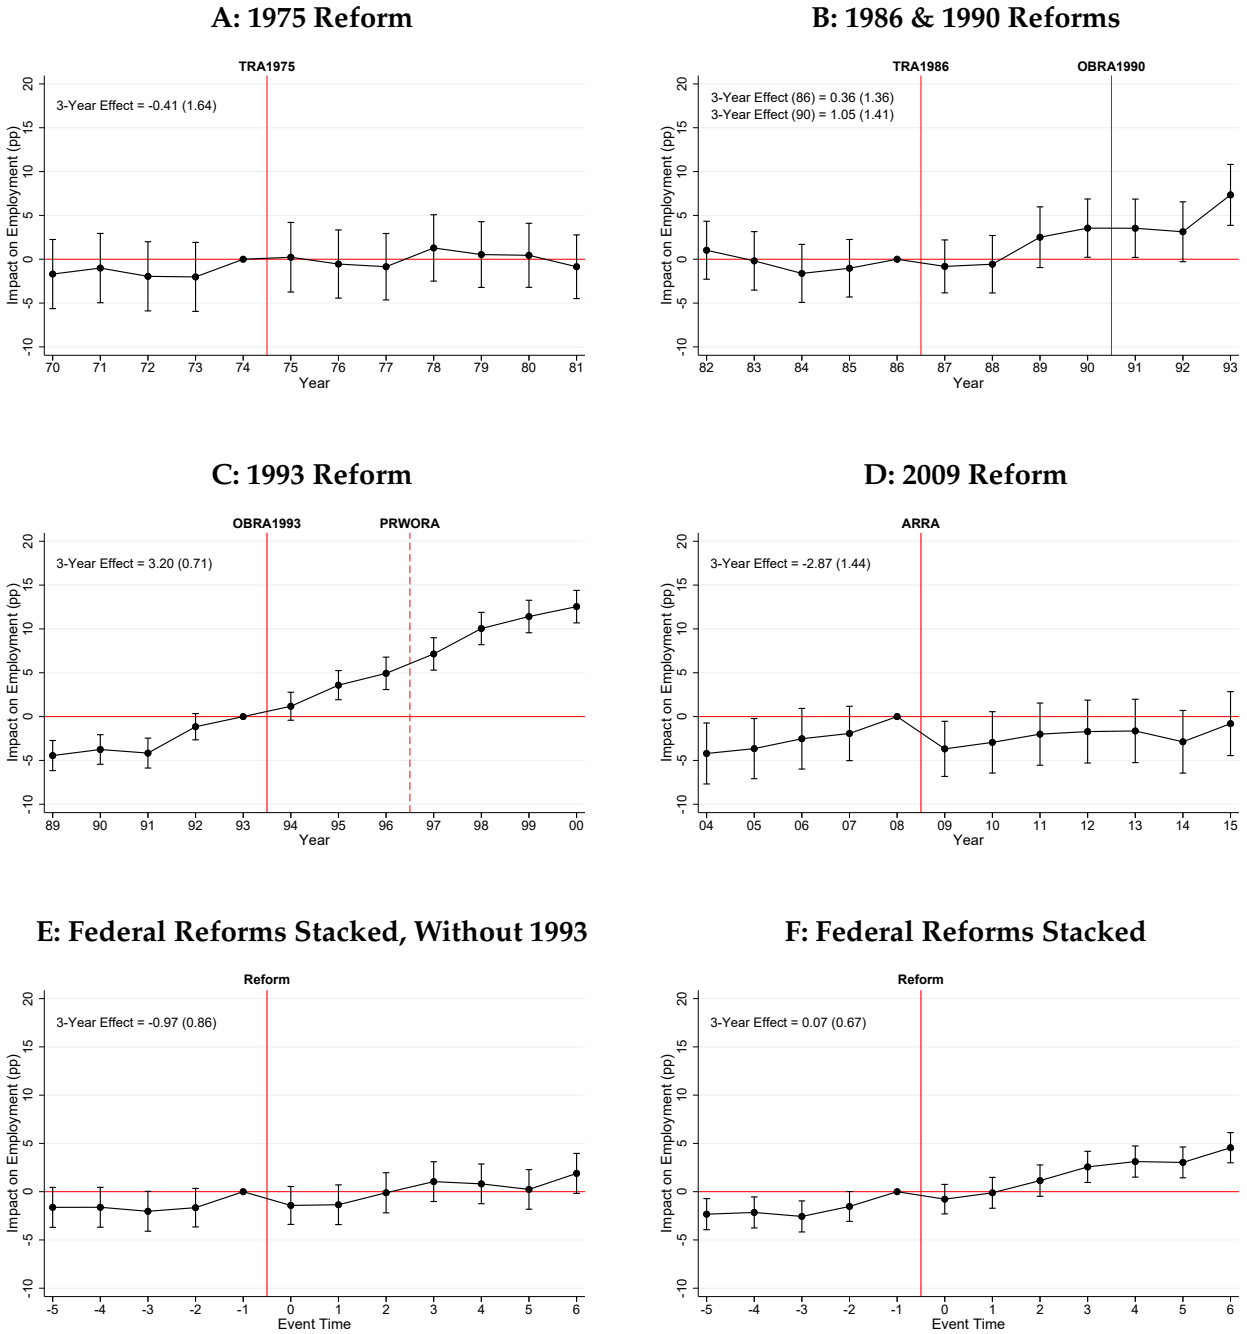 A: 1975 Reform
TRA1975
3-Year Effect = -0.41 (1.64)
Impact on Employment (pp)
20
15
10
5
0
-5
-10
70 71 72 73 74 75 76 77 78 79 80 81
Year
B: 1986 & 1990 Reforms
TRA1986 OBRA1990
3-Year Effect (86) = 0.36 (1.36)
3-Year Effect (90) = 1.05 (1.41)
Impact on Employment (pp)
20
15
10
5
0
-5
-10
82 83 84 85 86 87 88 89 90 91 92 93
Year
C: 1993 Reform
OBRA1993 PRWORA
3-Year Effect = 3.20 (0.71)
Impact on Employment (pp)
20
15
10
5
0
-5
-10
89 90 91 92 93 94 95 96 97 98 99 00
Year
D: 2009 Reform
ARRA
3-Year Effect = -2.87 (1.44)
Impact on Employment (pp)
20
15
10
5
0
-5
-10
04 05 06 07 08 09 10 11 12 13 14 15
Year
E: Federal Reforms Stacked, Without 1993
Reform
3-Year Effect = -0.97 (0.86)
Impact on Employment (pp)
20
15
10
5
0
-5
-10
-5 -4 -3 -2 -1 0 1 2 3 4 5 6
Event Time
F: Federal Reforms Stacked
Reform
3-Year Effect = 0.07 (0.67)
Impact on Employment (pp)
20
15
10
5
0
-5
-10
-5 -4 -3 -2 -1 0 1 2 3 4 5 6
Event Time